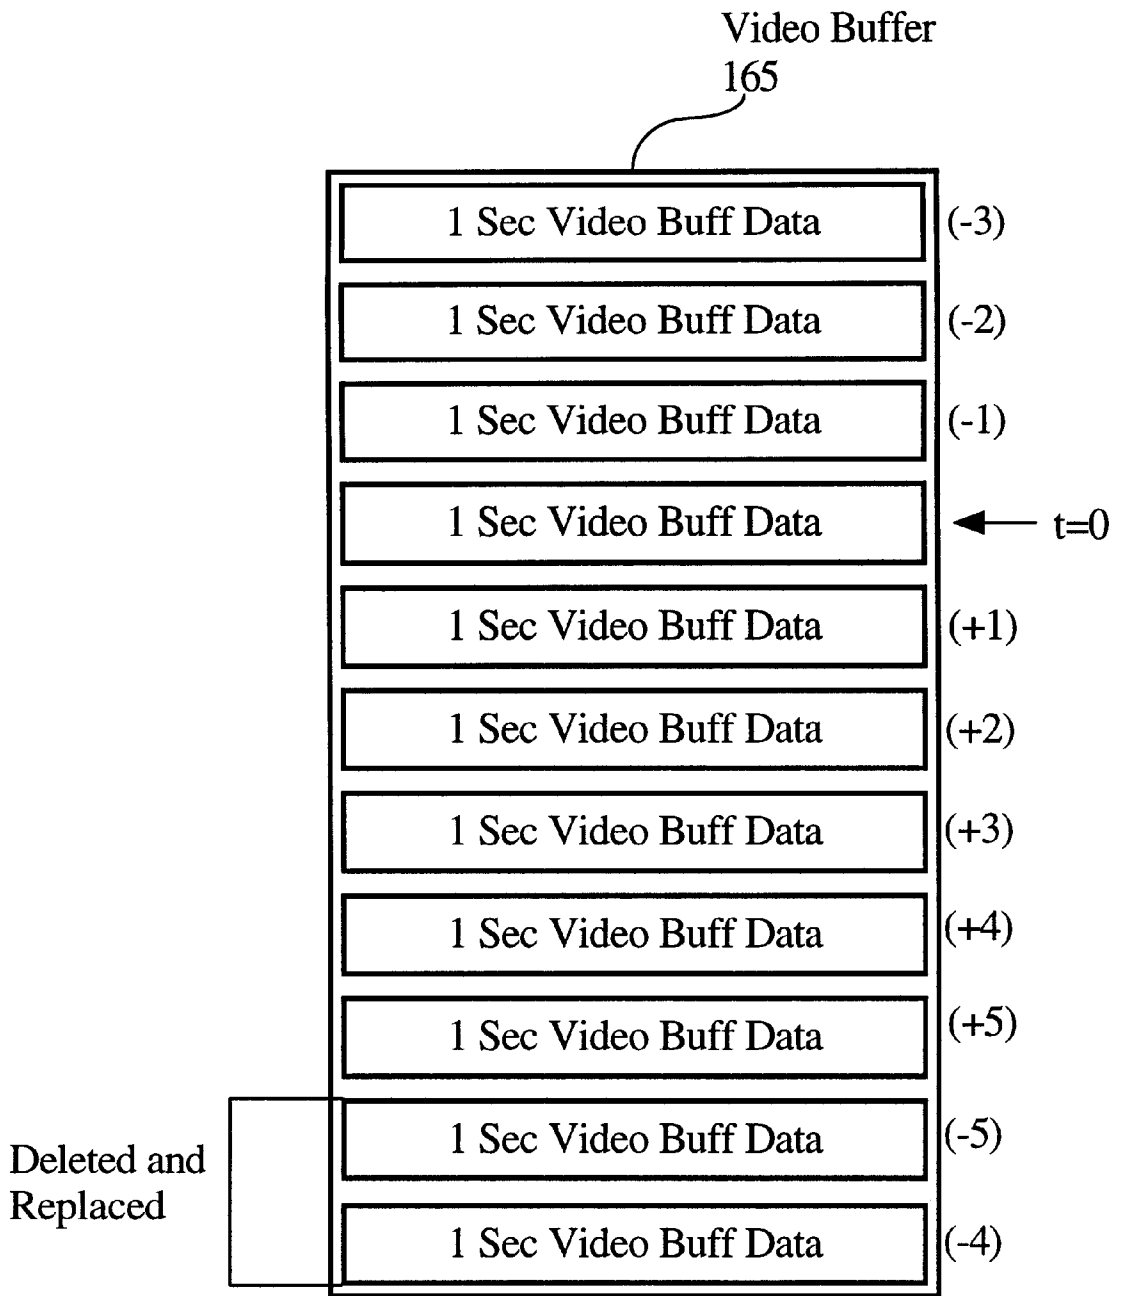 Video Buffer
165
1 Sec Video Buff Data (-3)
1 Sec Video Buff Data (-2)
1 Sec Video Buff Data (-1)
1 Sec Video Buff Data t=0
1 Sec Video Buff Data (+1)
1 Sec Video Buff Data (+2)
1 Sec Video Buff Data (+3)
1 Sec Video Buff Data (+4)
1 Sec Video Buff Data (+5)
1 Sec Video Buff Data (-5)
Deleted and
Replaced
1 Sec Video Buff Data (-4)